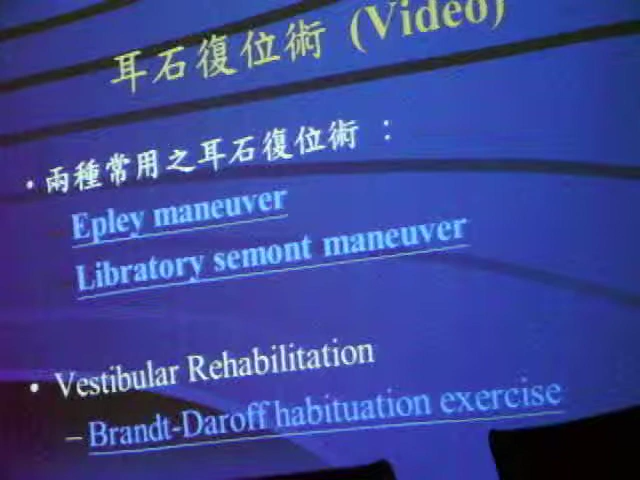 耳石復位術 (Video)
• 兩種常用之耳石復位術 :
Epley maneuver
Libratory semont maneuver
• Vestibular Rehabilitation
– Brandt-Daroff habituation exercise